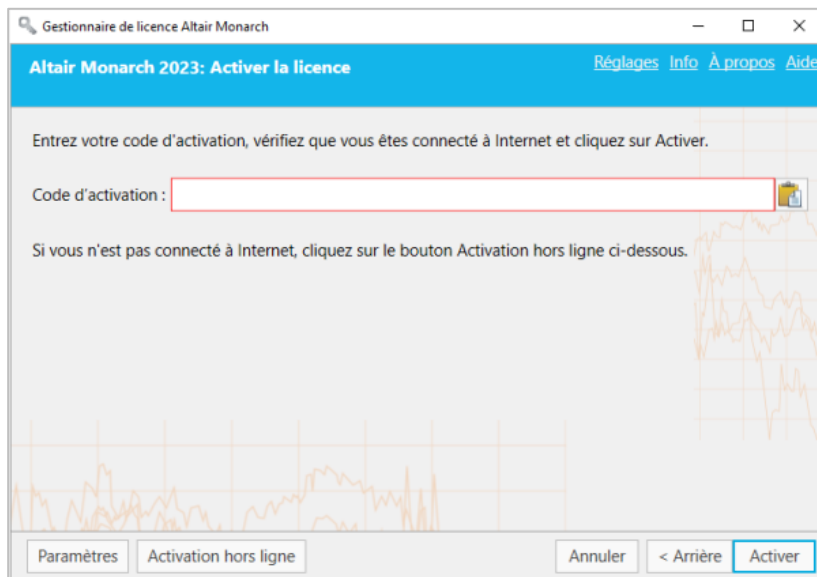 Gestionnaire de licence Altair Monarch
Altair Monarch 2023: Activer la licence
Réglages Info À propos Aide
Entrez votre code d'activation, vérifiez que vous êtes connecté à Internet et cliquez sur Activer.
Code d'activation :
Si vous n'est pas connecté à Internet, cliquez sur le bouton Activation hors ligne ci-dessous.
Paramètres Activation hors ligne Annuler < Arrière Activer